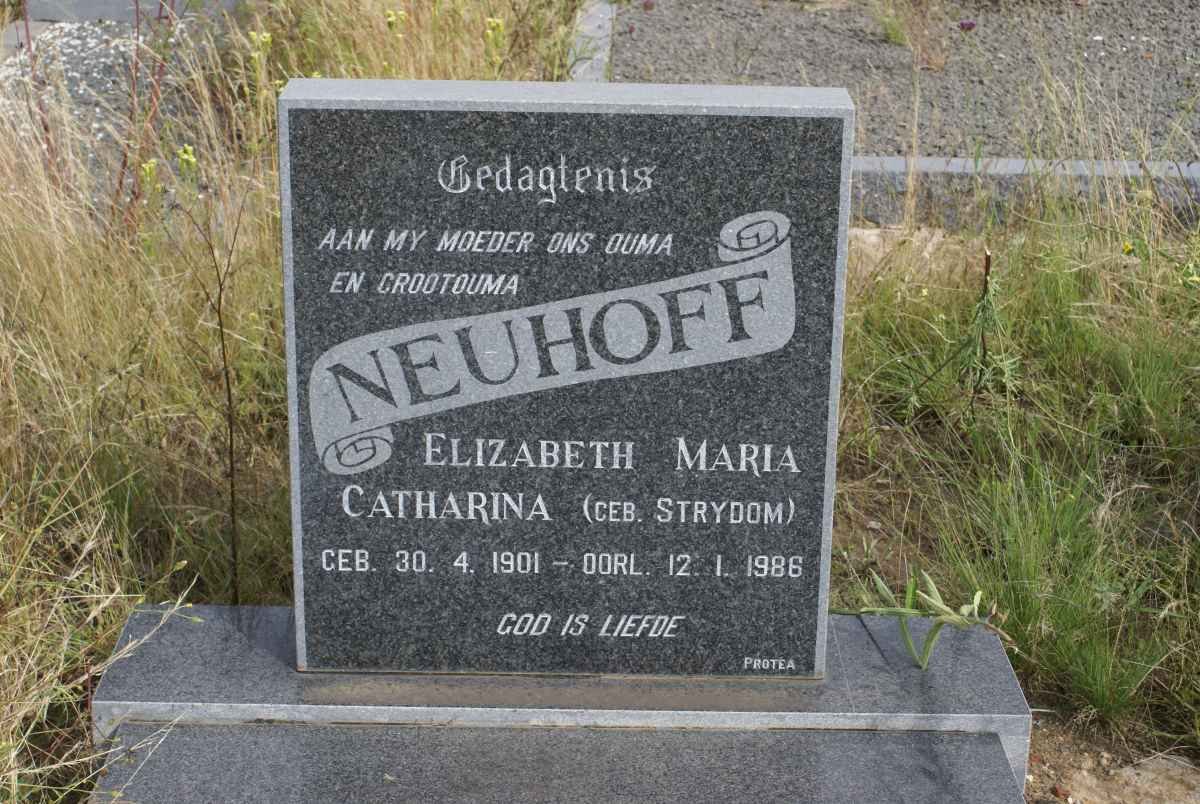 Gedagtenis
AAN MY MOEDER ONS OUMA
EN GROOTOUMA
NEUHOFF
ELIZABETH MARIA
CATHARINA (GEB. STRYDOM)
GEB. 30. 4. 1901 - OORL. 12. 1. 1986
GOD IS LIEFDE
PROTEA